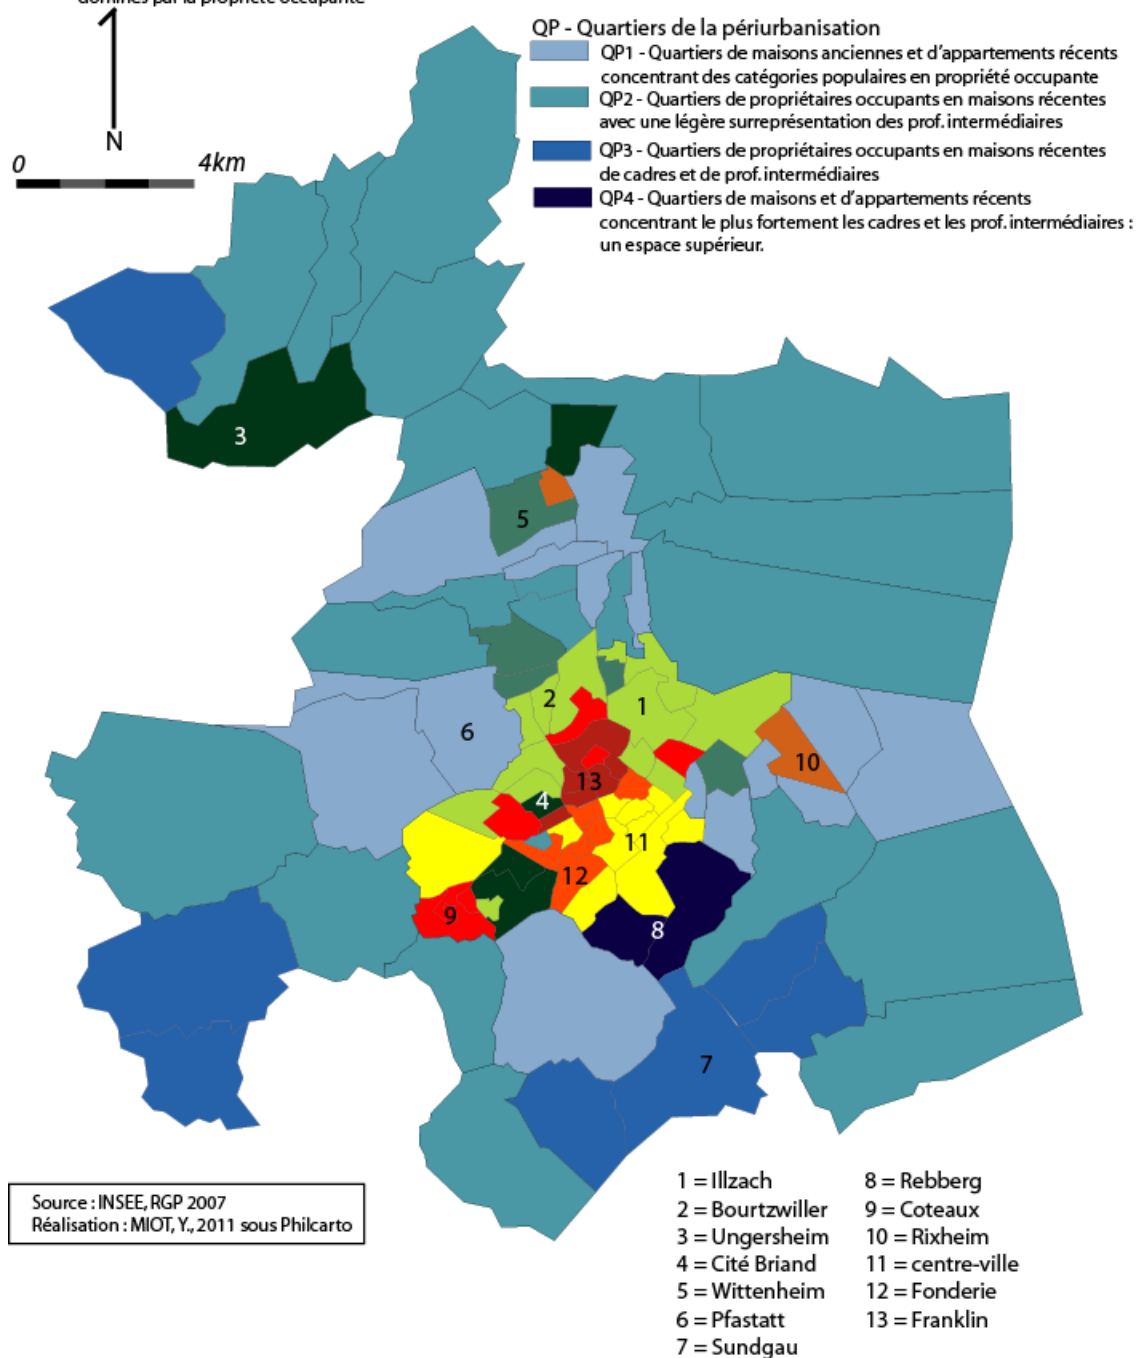 dominés par la propriété occupante
N
0 4km
QP - Quartiers de la périurbanisation
QP1 - Quartiers de maisons anciennes et d'appartements récents
concentrant des catégories populaires en propriété occupante
QP2 - Quartiers de propriétaires occupants en maisons récentes
avec une légère surreprésentation des prof. intermédiaires
QP3 - Quartiers de propriétaires occupants en maisons récentes
de cadres et de prof. intermédiaires
QP4 - Quartiers de maisons et d'appartements récents
concentrant le plus fortement les cadres et les prof. intermédiaires :
un espace supérieur.
3
5
2
1
6
10
13
4
11
12
9
8
7
Source : INSEE, RGP 2007
Réalisation : MIOT, Y., 2011 sous Philcarto
1 = Illzach
2 = Bourtzwiller
3 = Ungersheim
4 = Cité Briand
5 = Wittenheim
6 = Pfastatt
7 = Sundgau
8 = Rebberg
9 = Coteaux
10 = Rixheim
11 = centre-ville
12 = Fonderie
13 = Franklin